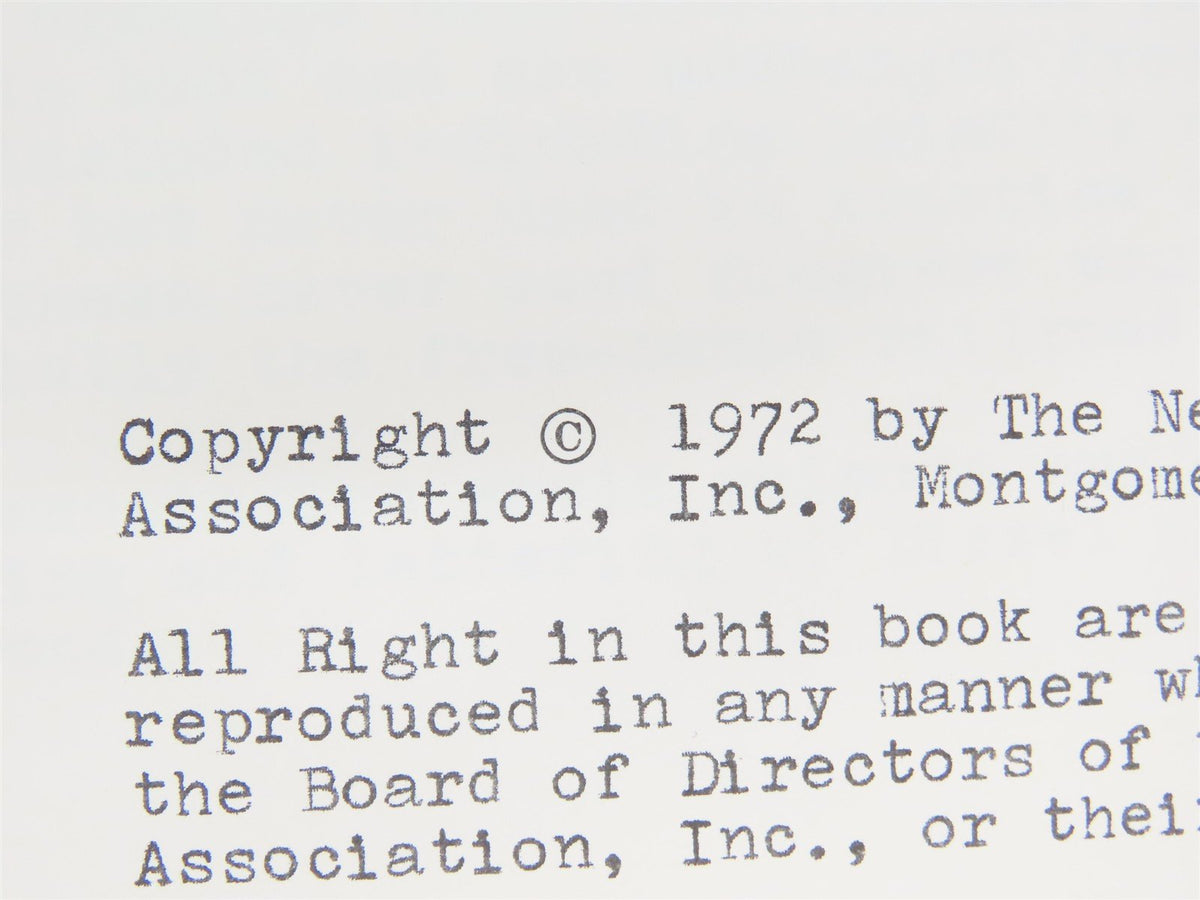 Copyright © 1972 by The Ne
Association, Inc., Montgome
All Right in this book are
reproduced in any manner wh
the Board of Directors of
Association, Inc., or thei